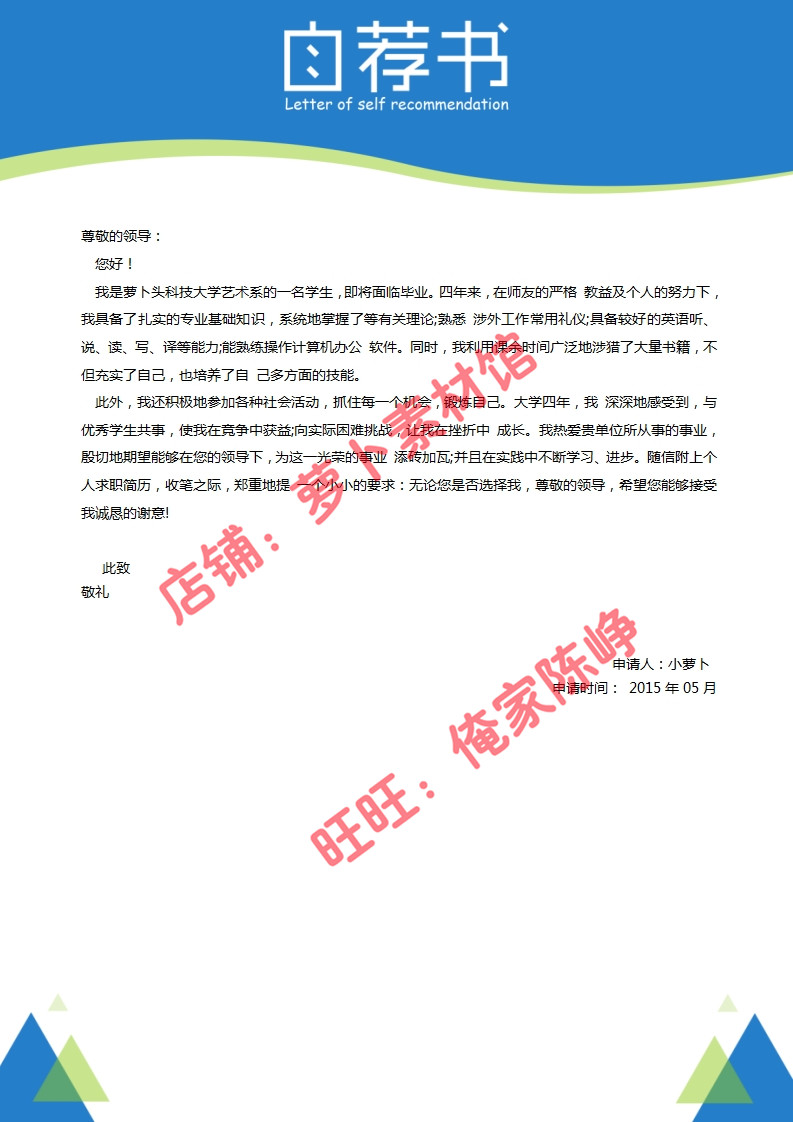 自荐书
Letter of self recommendation
尊敬的领导：
您好！
我是萝卜头科技大学艺术系的一名学生，即将面临毕业。四年来，在师友的严格 教益及个人的努力下，
我具备了扎实的专业基础知识，系统地掌握了等有关理论;熟悉 涉外工作常用礼仪;具备较好的英语听、
说、读、写、译等能力;能熟练操作计算机办公 软件。同时，我利用课余时间广泛地涉猎了大量书籍，不
但充实了自己，也培养了自 己多方面的技能。
此外，我还积极地参加各种社会活动，抓住每一个机会，锻炼自己。大学四年，我 深深地感受到，与
优秀学生共事，使我在竞争中获益;向实际困难挑战，让我在挫折中 成长。我热爱贵单位所从事的事业，
殷切地期望能够在您的领导下，为这一光荣的事业 添砖加瓦;并且在实践中不断学习、进步。随信附上个
人求职简历，收笔之际，郑重地提 一个小小的要求：无论您是否选择我，尊敬的领导，希望您能够接受
我诚恳的谢意!
此致
敬礼
申请人：小萝卜
申请时间： 2015 年 05 月
店铺：萝卜素材馆
旺旺：俺家陈峥